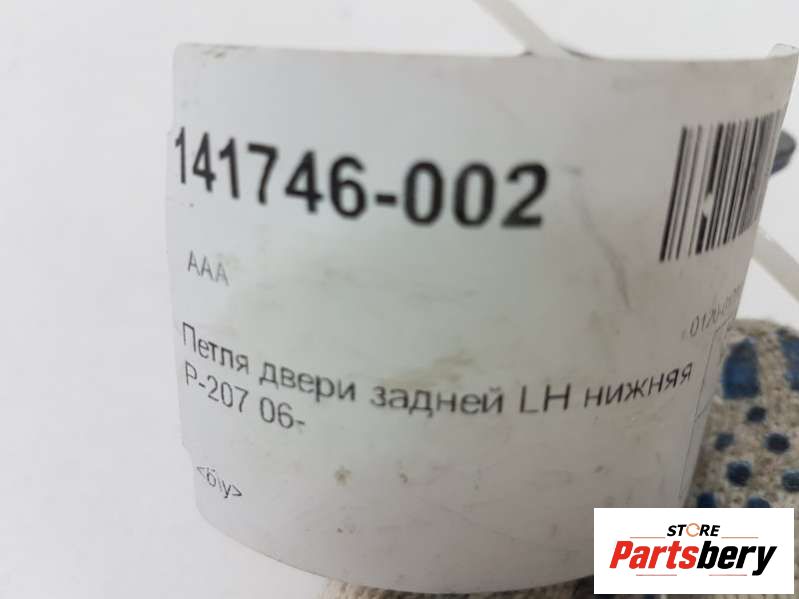 141746-002
AAA
Петля двери задней LH нижняя
P-207 06-
<б|у>
STORE
Partsbery